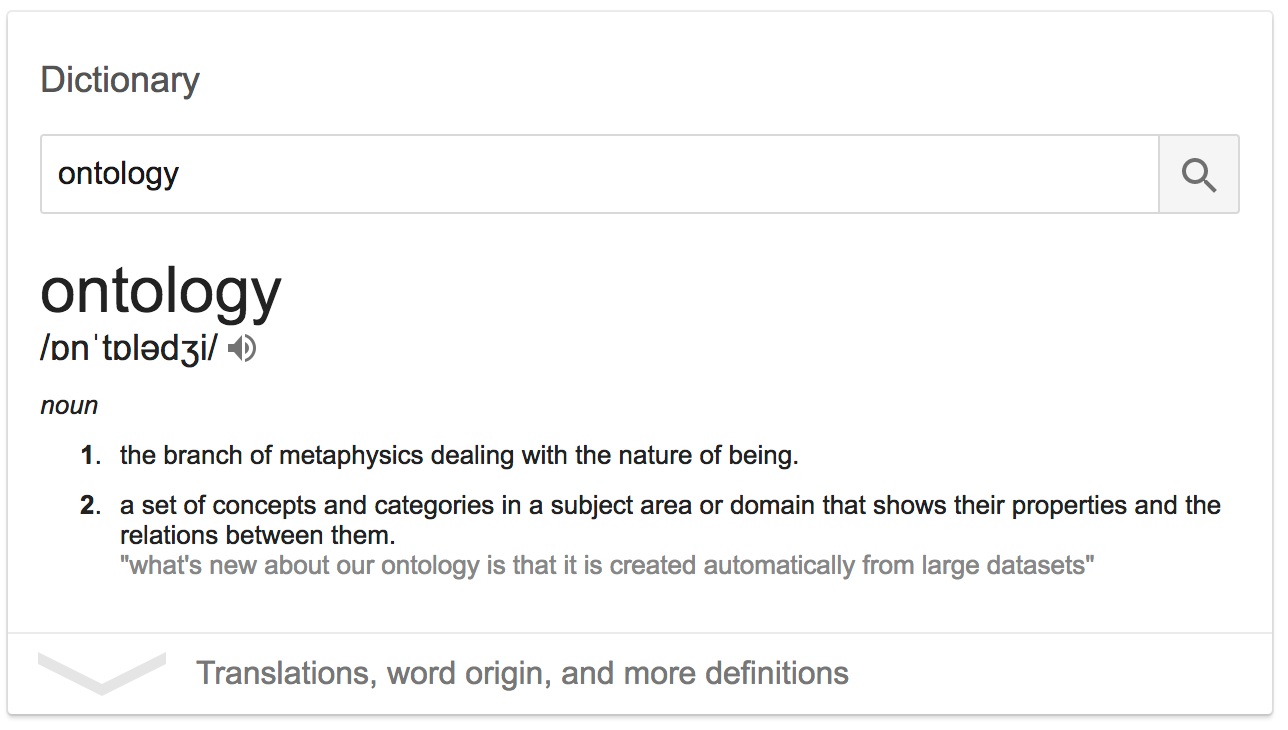 Dictionary
ontology
ontology
/ɒnˈtɒlədʒi/
noun
1. the branch of metaphysics dealing with the nature of being.
2. a set of concepts and categories in a subject area or domain that shows their properties and the
relations between them.
"what's new about our ontology is that it is created automatically from large datasets"
Translations, word origin, and more definitions